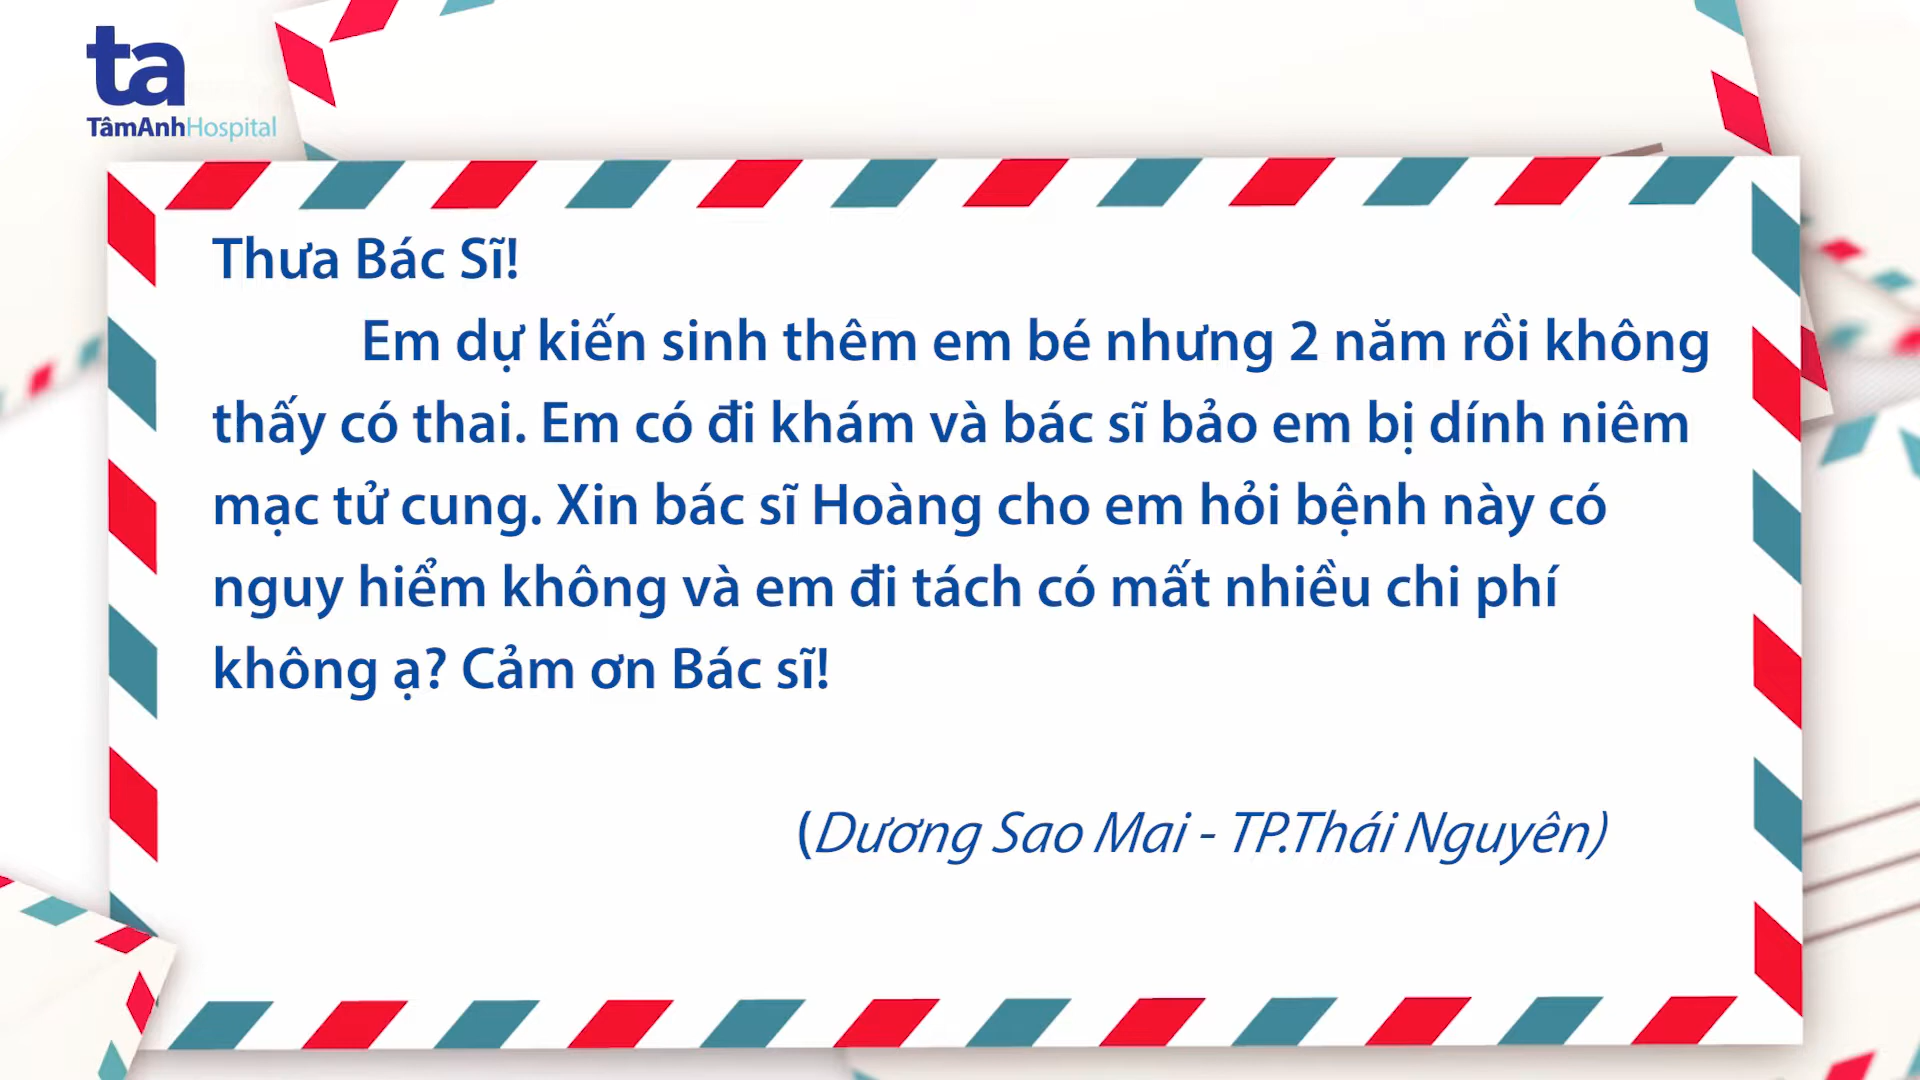 ta
TâmAnhHospital
Thưa Bác Sĩ!
Em dự kiến sinh thêm em bé nhưng 2 năm rồi không
thấy có thai. Em có đi khám và bác sĩ bảo em bị dính niêm
mạc tử cung. Xin bác sĩ Hoàng cho em hỏi bệnh này có
nguy hiểm không và em đi tách có mất nhiều chi phí
không ạ? Cảm ơn Bác sĩ!
(Dương Sao Mai - TP.Thái Nguyên)